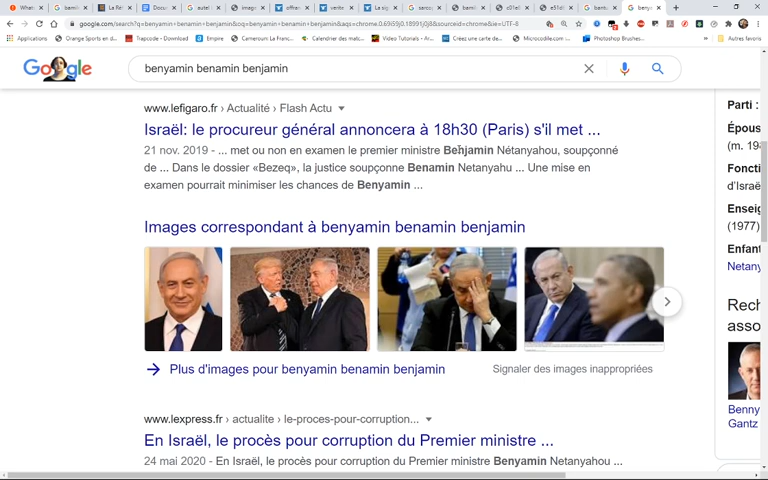 google.com/search?
benyamin benamin benjamin
www.lefigaro.fr › Actualité › Flash Actu
Israël: le procureur général annoncera à 18h30 (Paris) s'il met ...
21 nov. 2019 - ... met ou non en examen le premier ministre Benjamin Nétanyahou, soupçonné
de ... Dans le dossier «Bezeq», la justice soupçonne Benamin Netanyahu ... Une mise en
examen pourrait minimiser les chances de Benyamin ...
Images correspondant à benyamin benamin benjamin
Plus d'images pour benyamin benamin benjamin
Signaler des images inappropriées
www.lexpress.fr › actualite › le-proces-pour-corruption...
En Israël, le procès pour corruption du Premier ministre ...
24 mai 2020 - En Israël, le procès pour corruption du Premier ministre Benyamin Netanyahou ...
Applications
Orange Sports en d...
Trapcode - Download
Empire
Cameroun La Franç...
Calendrier des mat...
Video Tutorials - Ar...
Créez une carte de...
Microcodile.com -
Photoshop Brushes...
Autres favoris
Parti :
Épous
(m. 19
Foncti
d'Israë
Enseig
(1977)
Enfant
Netany
Rech
asso
Benny
Gantz